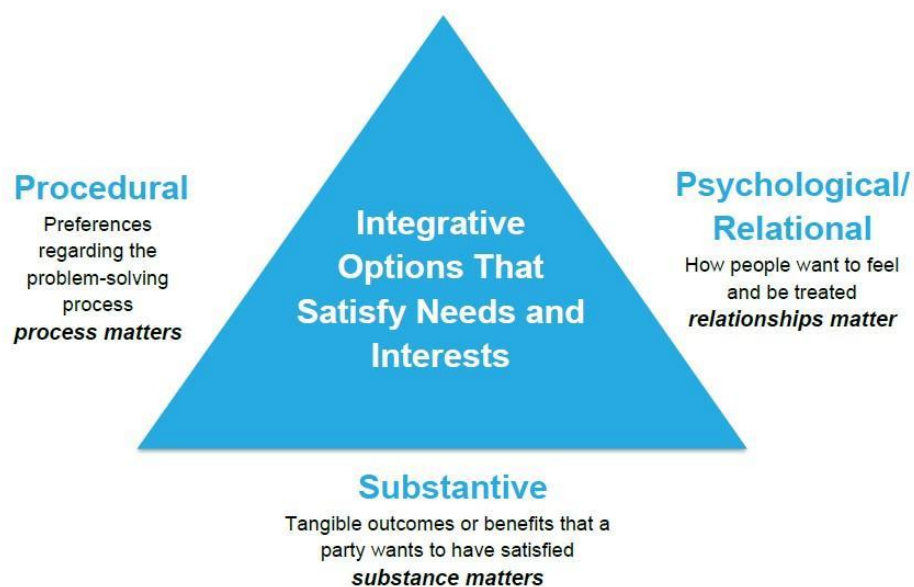 Procedural
Preferences
regarding the
problem-solving
process
process matters
Integrative
Options That
Satisfy Needs and
Interests
Psychological/
Relational
How people want to feel
and be treated
relationships matter
Substantive
Tangible outcomes or benefits that a
party wants to have satisfied
substance matters